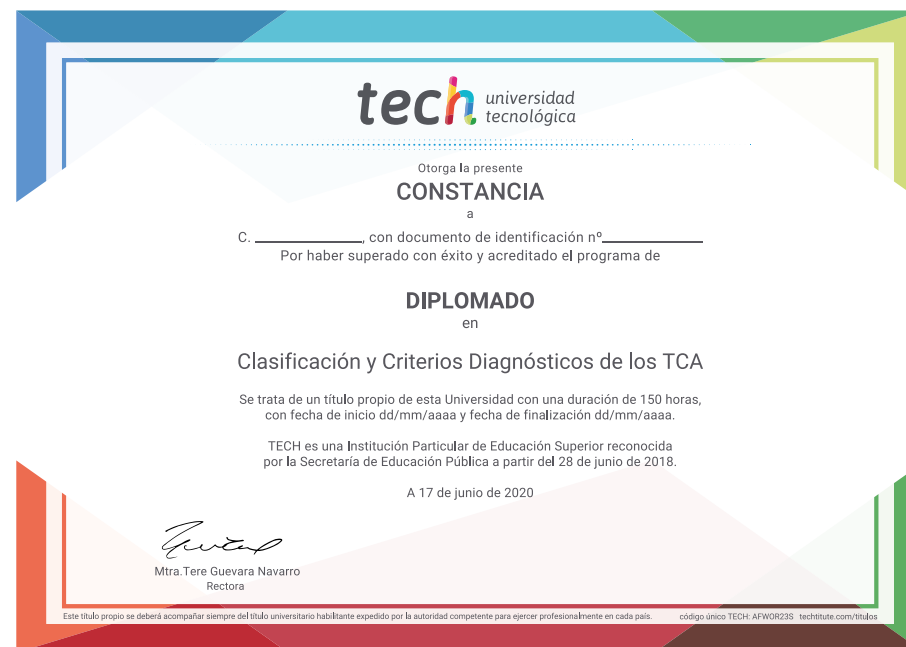 tech universidad
tecnológica
Otorga la presente
CONSTANCIA
a
C. ____________, con documento de identificación nº____________
Por haber superado con éxito y acreditado el programa de
DIPLOMADO
en
Clasificación y Criterios Diagnósticos de los TCA
Se trata de un título propio de esta Universidad con una duración de 150 horas,
con fecha de inicio dd/mm/aaaa y fecha de finalización dd/mm/aaaa.
TECH es una Institución Particular de Educación Superior reconocida
por la Secretaría de Educación Pública a partir del 28 de junio de 2018.
A 17 de junio de 2020
Mtra.Tere Guevara Navarro
Rectora
Este título propio se deberá acompañar siempre del título universitario habilitante expedido por la autoridad competente para ejercer profesionalmente en cada país. código único TECH: AFWOR23S techtitute.com/titulos